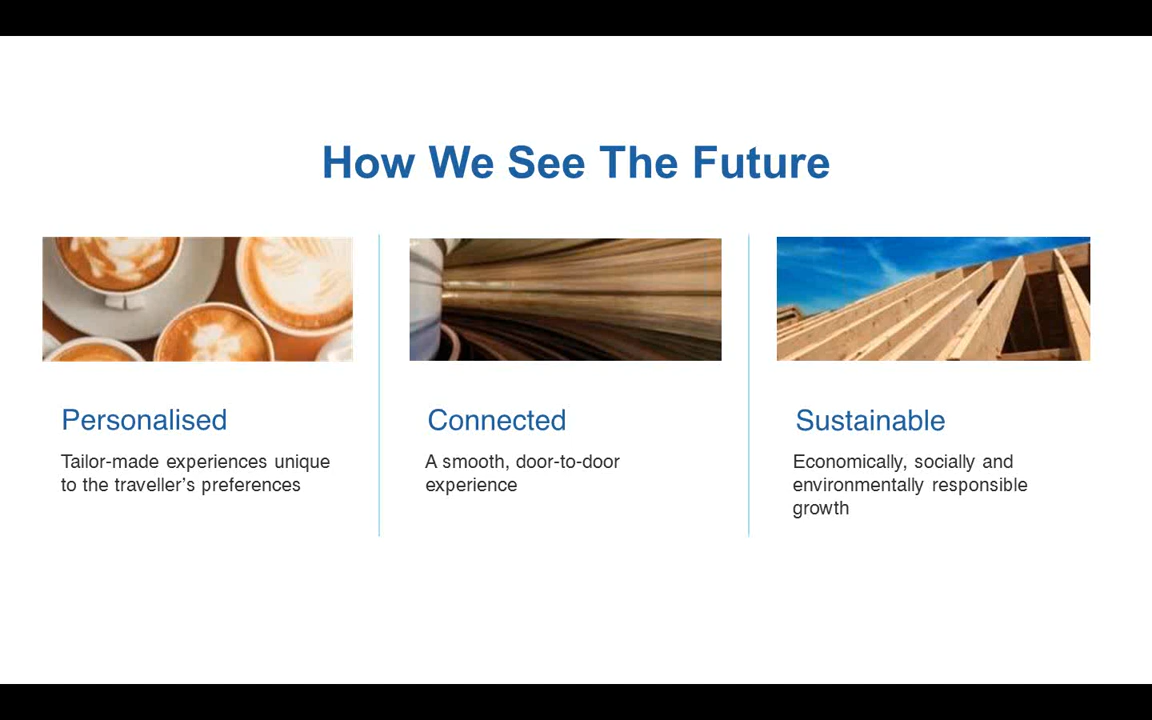 How We See The Future
Personalised
Tailor-made experiences unique
to the traveller's preferences
Connected
A smooth, door-to-door
experience
Sustainable
Economically, socially and
environmentally responsible
growth